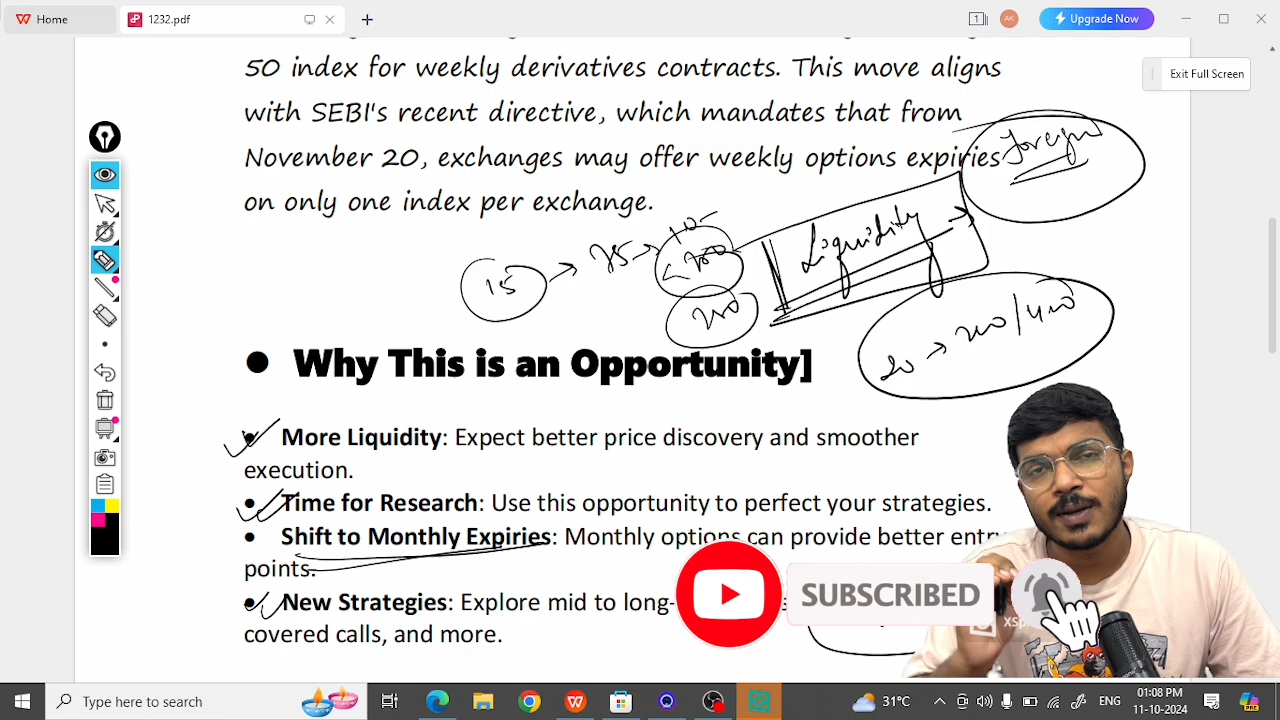 Home
1232.pdf
1
AK
Upgrade Now
Exit Full Screen
50 index for weekly derivatives contracts. This move aligns
with SEBI's recent directive, which mandates that from
November 20, exchanges may offer weekly options expiries
on only one index per exchange.
Foreign
Liquidity
15
• Why This is an Opportunity]
• More Liquidity: Expect better price discovery and smoother
execution.
• Time for Research: Use this opportunity to perfect your strategies.
• Shift to Monthly Expiries: Monthly options can provide better entry
points.
• New Strategies: Explore mid to long-
covered calls, and more.
SUBSCRIBED
Type here to search
31°C
ENG
01:08 PM
11-10-2024